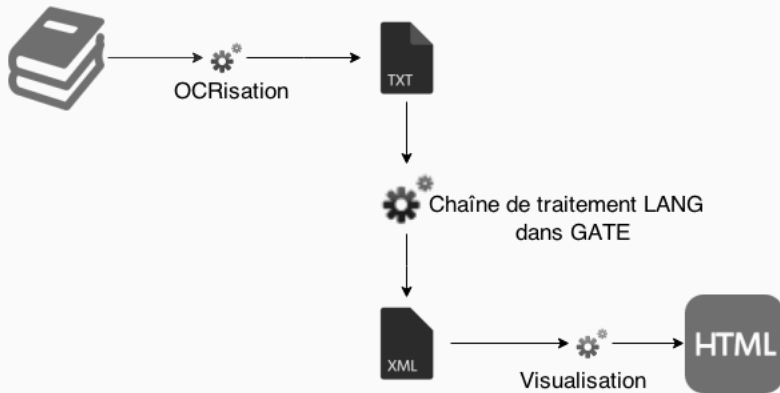 OCRisation
TXT
Chaîne de traitement LANG
dans GATE
XML
Visualisation
HTML